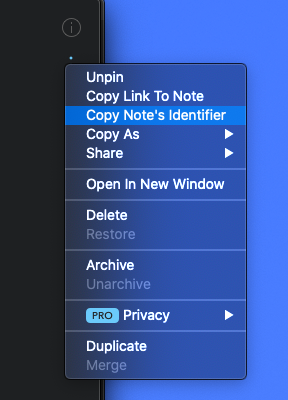 Unpin
Copy Link To Note
Copy Note's Identifier
Copy As
Share
Open In New Window
Delete
Restore
Archive
Unarchive
PRO Privacy
Duplicate
Merge